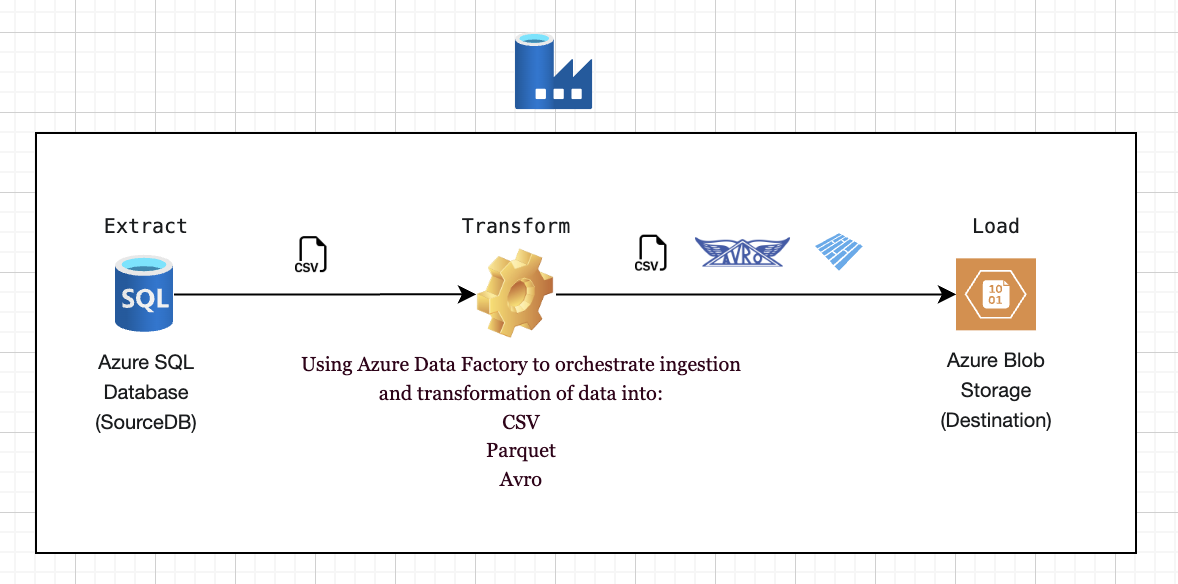 Extract
Transform
Load
CSV
CSV
AVRO
SQL
10
01
Azure SQL
Database
(SourceDB)
Using Azure Data Factory to orchestrate ingestion
and transformation of data into:
CSV
Parquet
Avro
Azure Blob
Storage
(Destination)